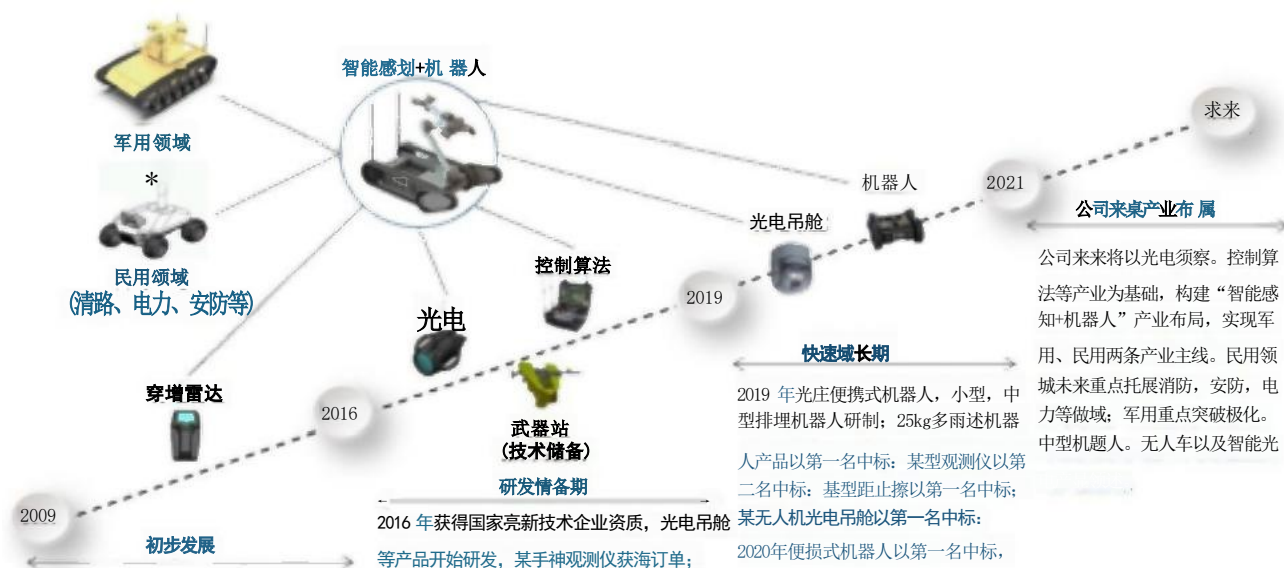 智能感划+机 器人
军用领域
*
民用颂域
(清路、电力、安防等)
穿增雷达
光电
控制算法
武器站
(技术储备)
光电吊舱
机器人
2009
2016
2019
2021
求来
初步发展
研发情备期
2016 年获得国家亮新技术企业资质，光电吊舱
等产品开始研发，某手神观测仪获海订单；
快速域长期
2019 年光庄便携式机器人，小型，中
型排埋机器人研制；25kg多雨述机器
人产品以第一名中标：某型观测仪以第
二名中标：基型距止擦以第一名中标；
某无人机光电吊舱以第一名中标：
2020年便损式机器人以第一名中标，
公司来桌产业布 属
公司来来将以光电须察。控制算
法等产业为基础，构建“智能感
知+机器人”产业布局，实现军
用、民用两条产业主线。民用领
城未来重点托展消防，安防，电
力等做域；军用重点突破极化。
中型机题人。无人车以及智能光